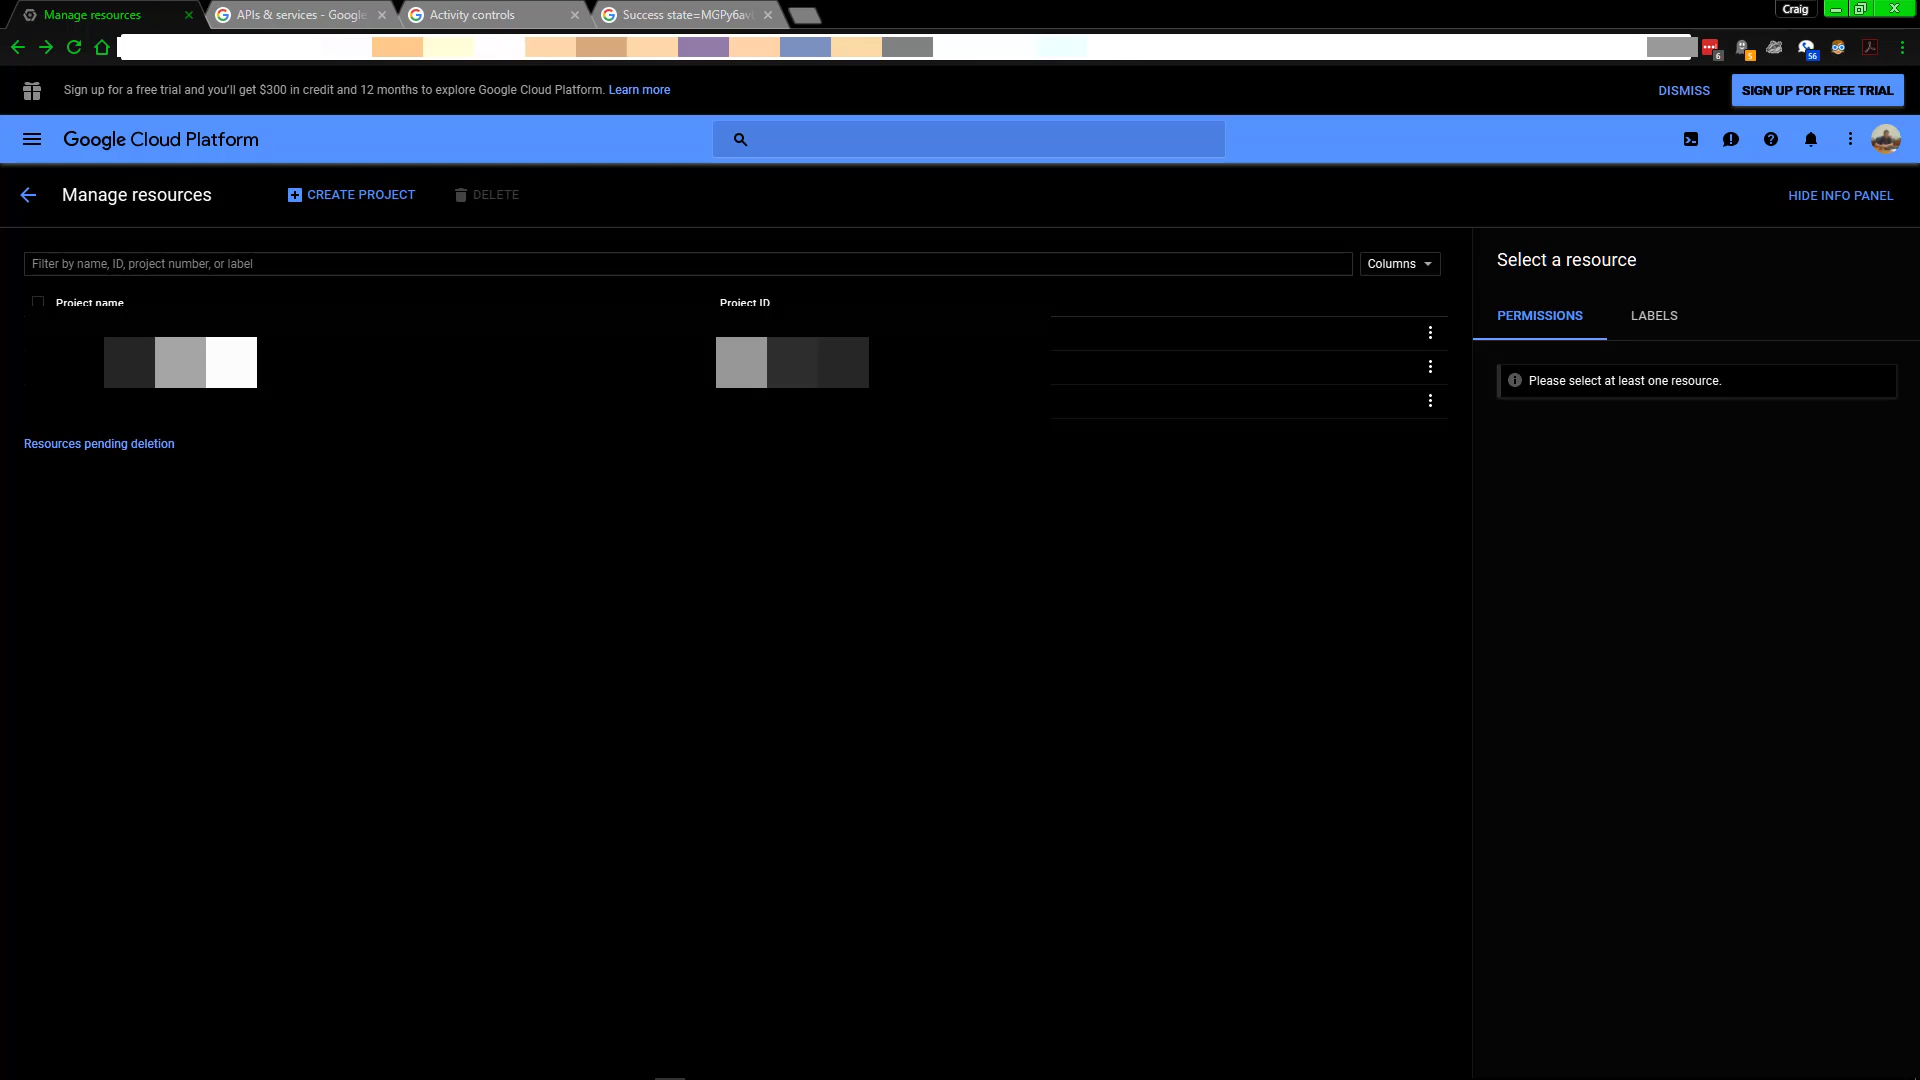 Manage resources
APIs & services - Google
Activity controls
Success state=MGPy6av
Craig
6
5
56
Sign up for a free trial and you'll get $300 in credit and 12 months to explore Google Cloud Platform. Learn more
DISMISS
SIGN UP FOR FREE TRIAL
Google Cloud Platform
Manage resources
CREATE PROJECT
DELETE
HIDE INFO PANEL
Filter by name, ID, project number, or label
Columns
Select a resource
Project name
Project ID
PERMISSIONS
LABELS
Please select at least one resource.
Resources pending deletion